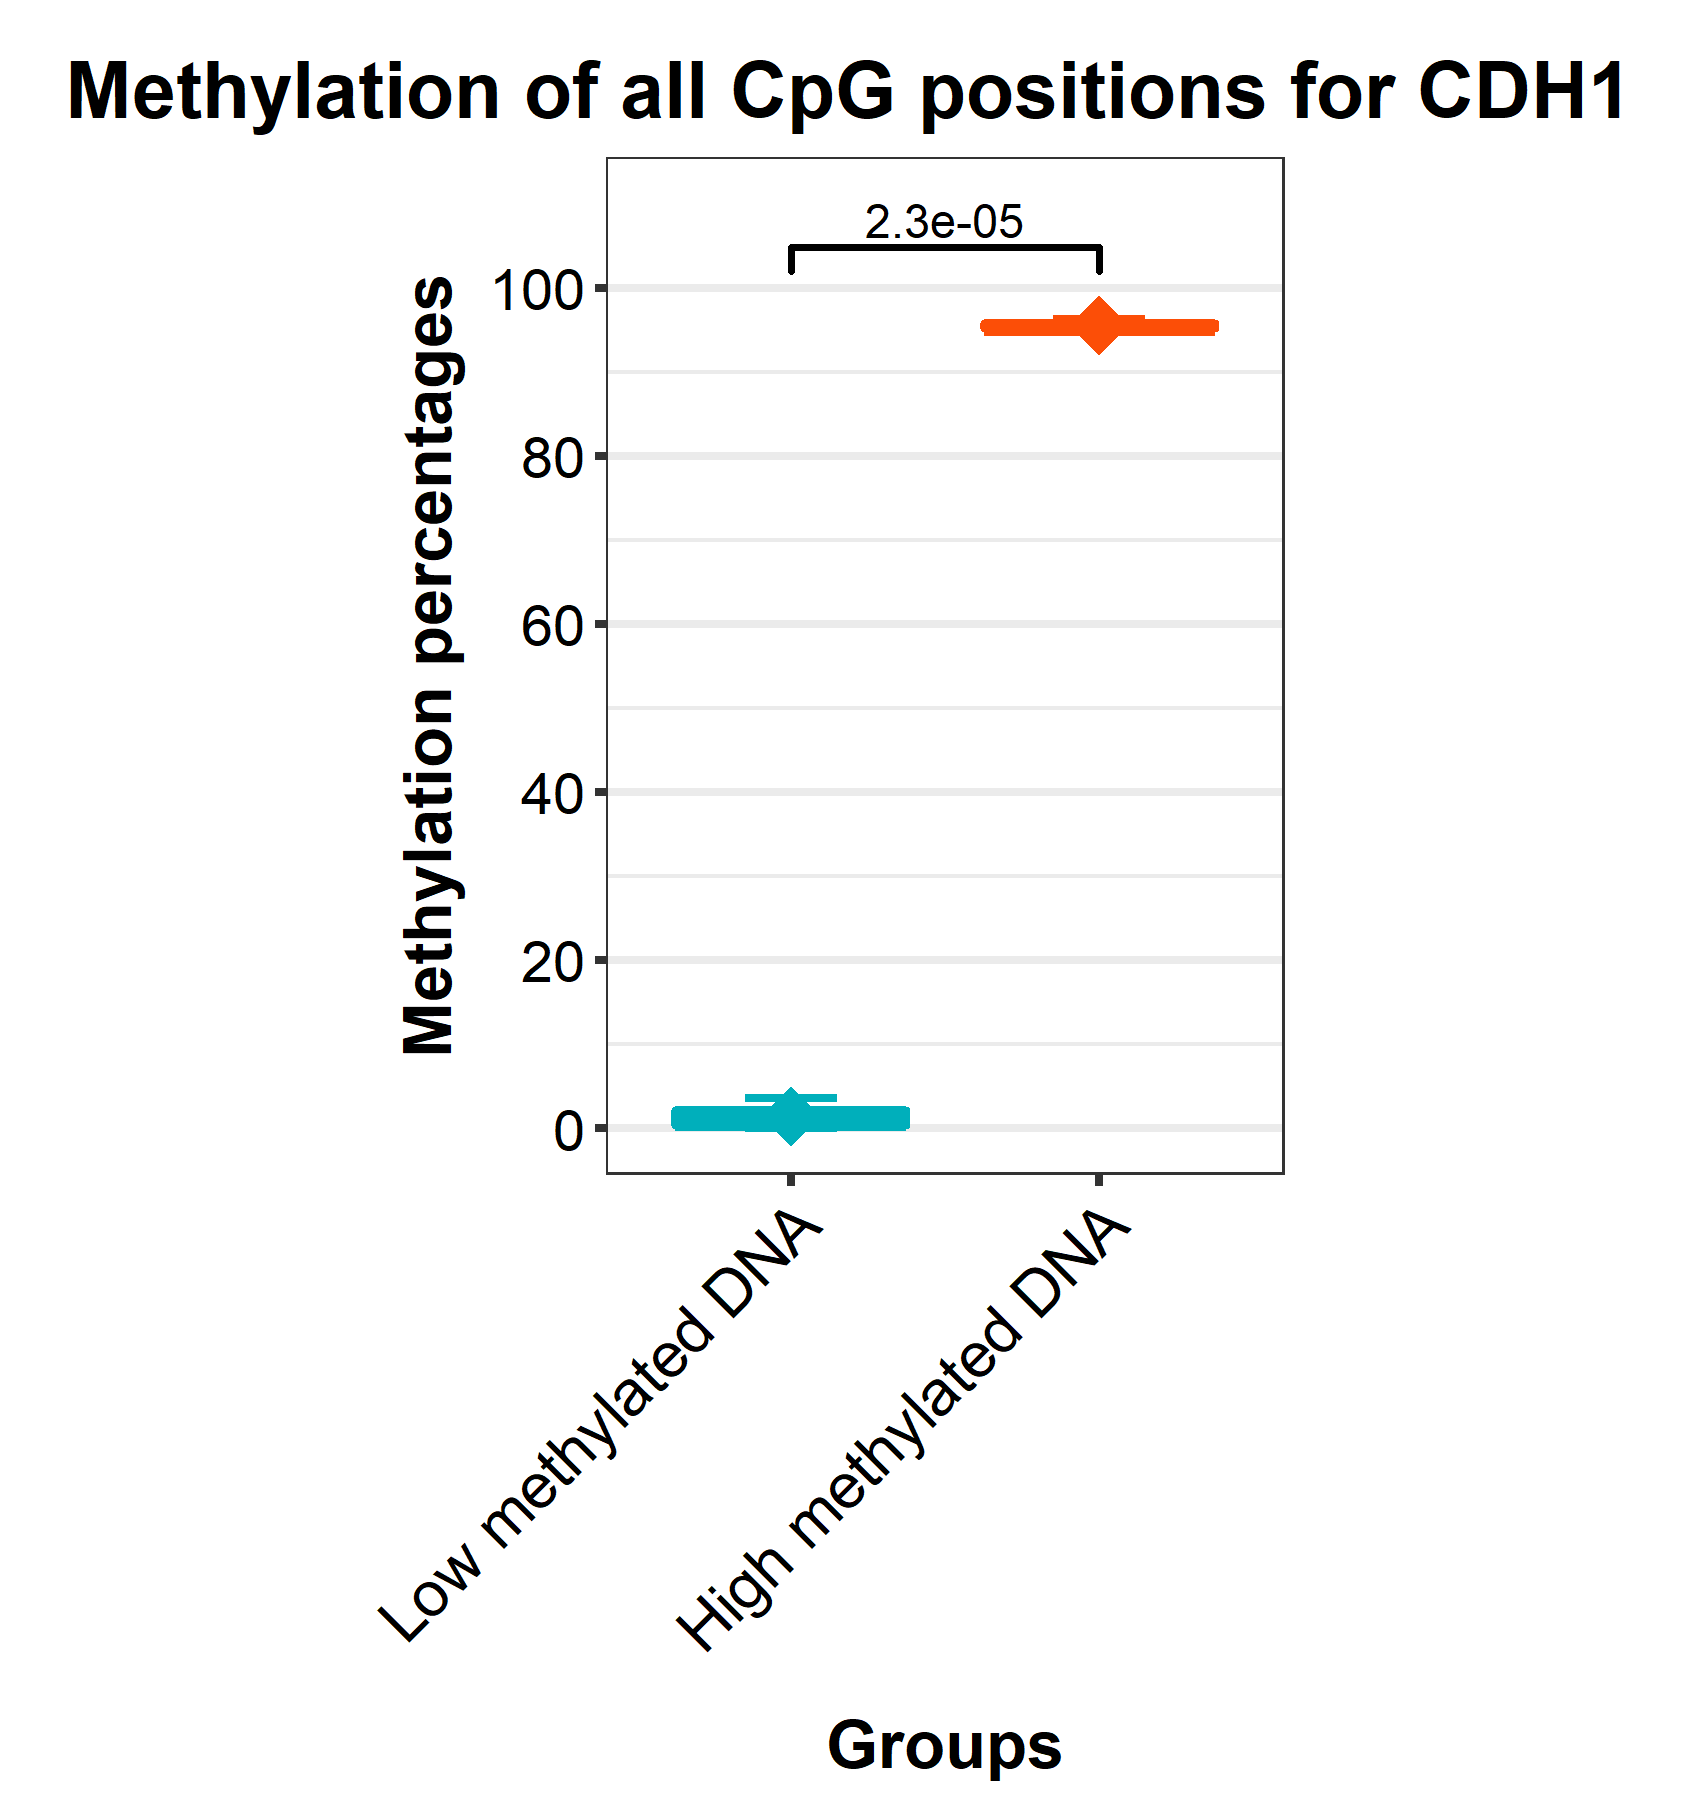 Methylation of all CpG positions for CDH1
2.3e-05
Methylation percentages
100
80
60
40
20
0
Low methylated DNA
High methylated DNA
Groups